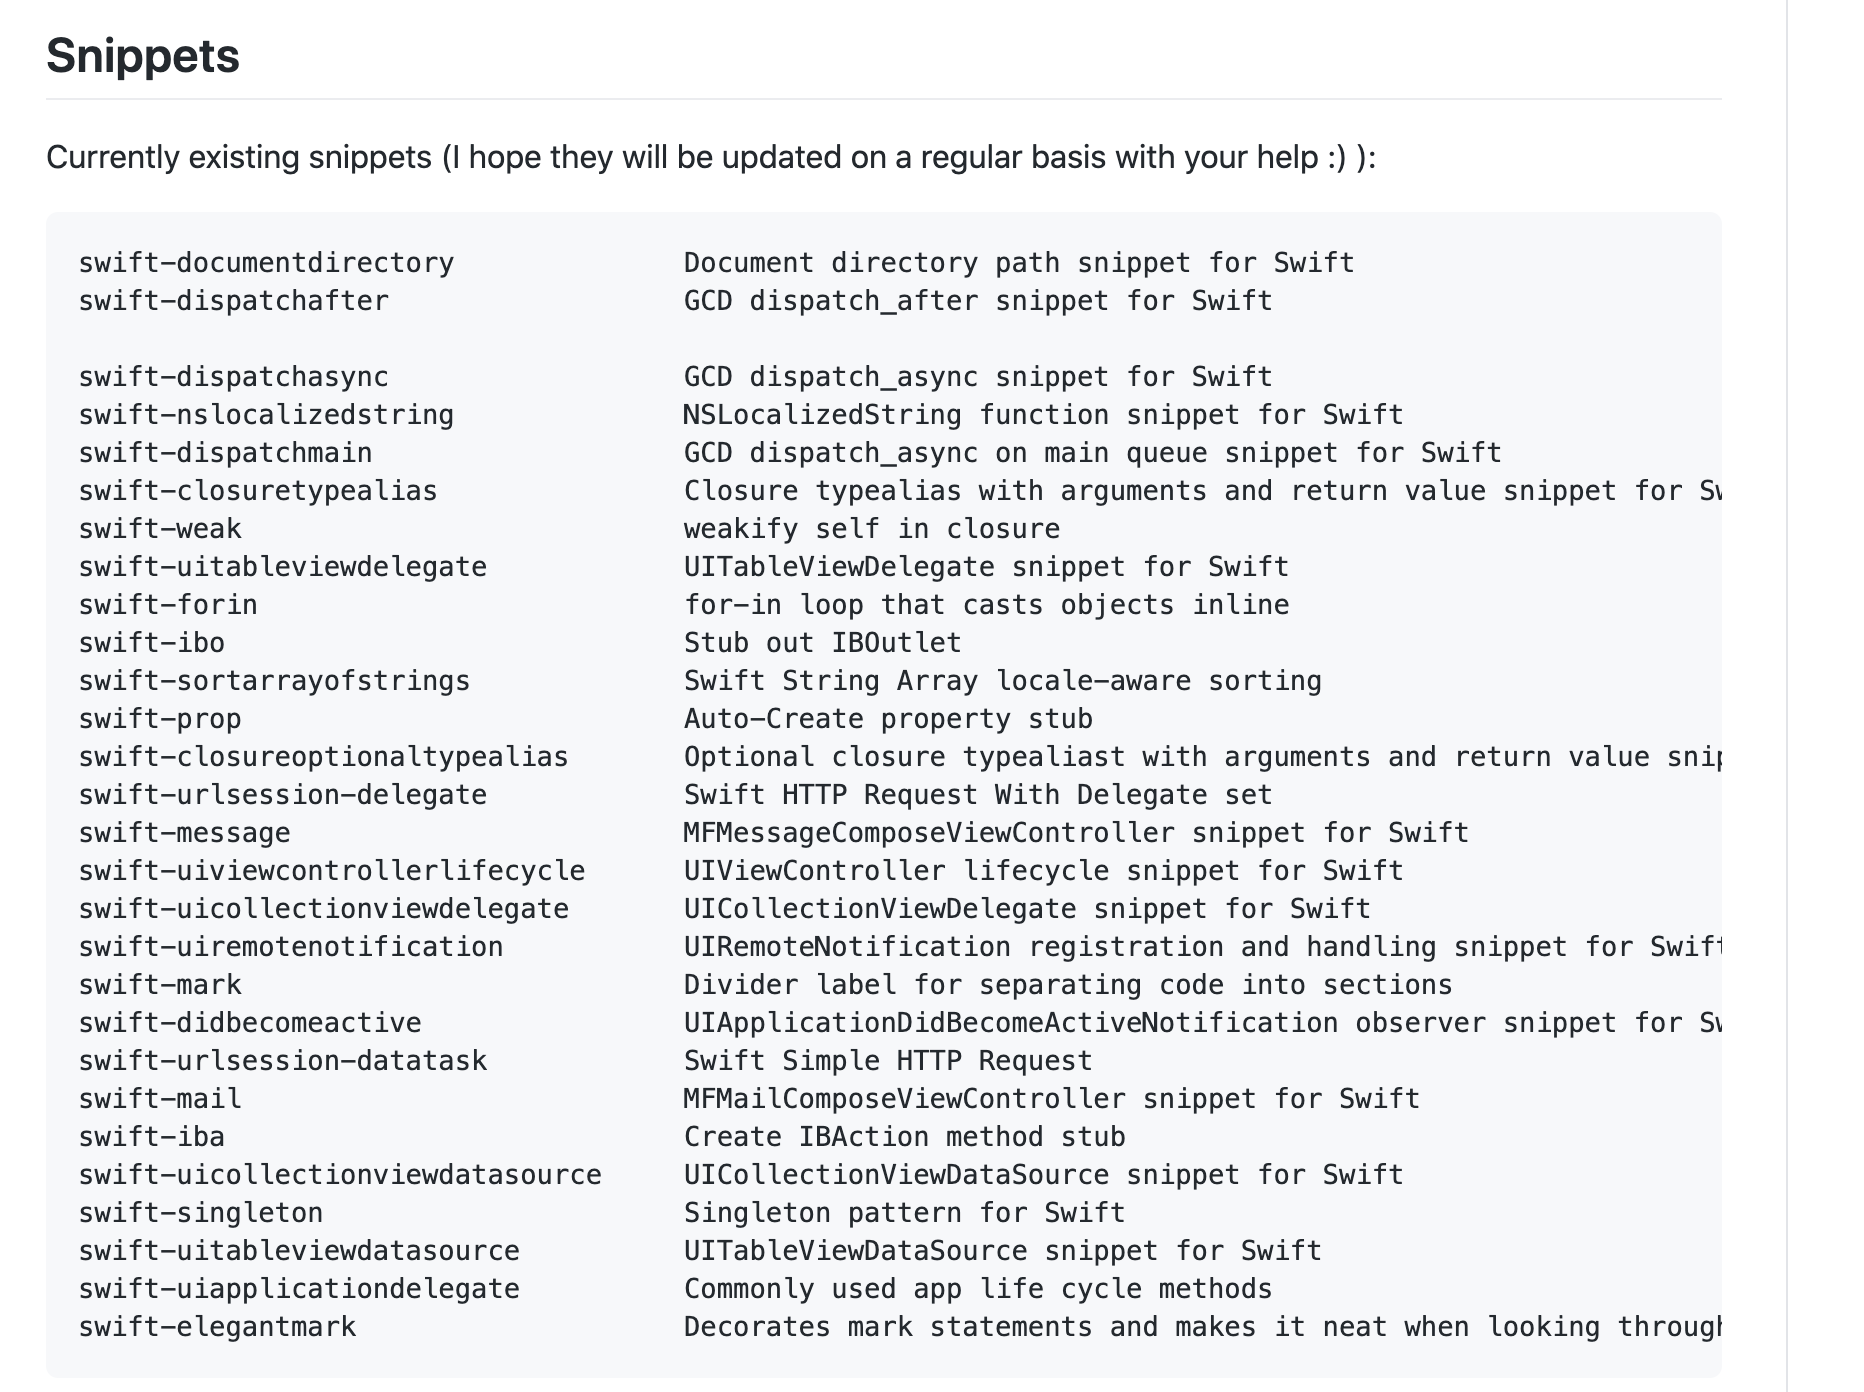 Snippets
Currently existing snippets (I hope they will be updated on a regular basis with your help :) ):
swift-documentdirectory Document directory path snippet for Swift
swift-dispatchafter GCD dispatch_after snippet for Swift
swift-dispatchasync GCD dispatch_async snippet for Swift
swift-nslocalizedstring NSLocalizedString function snippet for Swift
swift-dispatchmain GCD dispatch_async on main queue snippet for Swift
swift-closuretypealias Closure typealias with arguments and return value snippet for
swift-weak weakify self in closure
swift-uitableviewdelegate UITableViewDelegate snippet for Swift
swift-forin for-in loop that casts objects inline
swift-ibo Stub out IBOutlet
swift-sortarrayofstrings Swift String Array locale-aware sorting
swift-prop Auto-Create property stub
swift-closureoptionaltypealias Optional closure typealiast with arguments and return value
swift-urlsession-delegate Swift HTTP Request With Delegate set
swift-message MFMessageComposeViewController snippet for Swift
swift-uiviewcontrollerlifecycle UIViewController lifecycle snippet for Swift
swift-uicollectionviewdelegate UICollectionViewDelegate snippet for Swift
swift-uiremotenotification UIRemoteNotification registration and handling snippet for Swift
swift-mark Divider label for separating code into sections
swift-didbecomeactive UIApplicationDidBecomeActiveNotification observer snippet for
swift-urlsession-datatask Swift Simple HTTP Request
swift-mail MFMailComposeViewController snippet for Swift
swift-iba Create IBAction method stub
swift-uicollectionviewdatasource UICollectionViewDataSource snippet for Swift
swift-singleton Singleton pattern for Swift
swift-uitableviewdatasource UITableViewDataSource snippet for Swift
swift-uiapplicationdelegate Commonly used app life cycle methods
swift-elegantmark Decorates mark statements and makes it neat when looking through